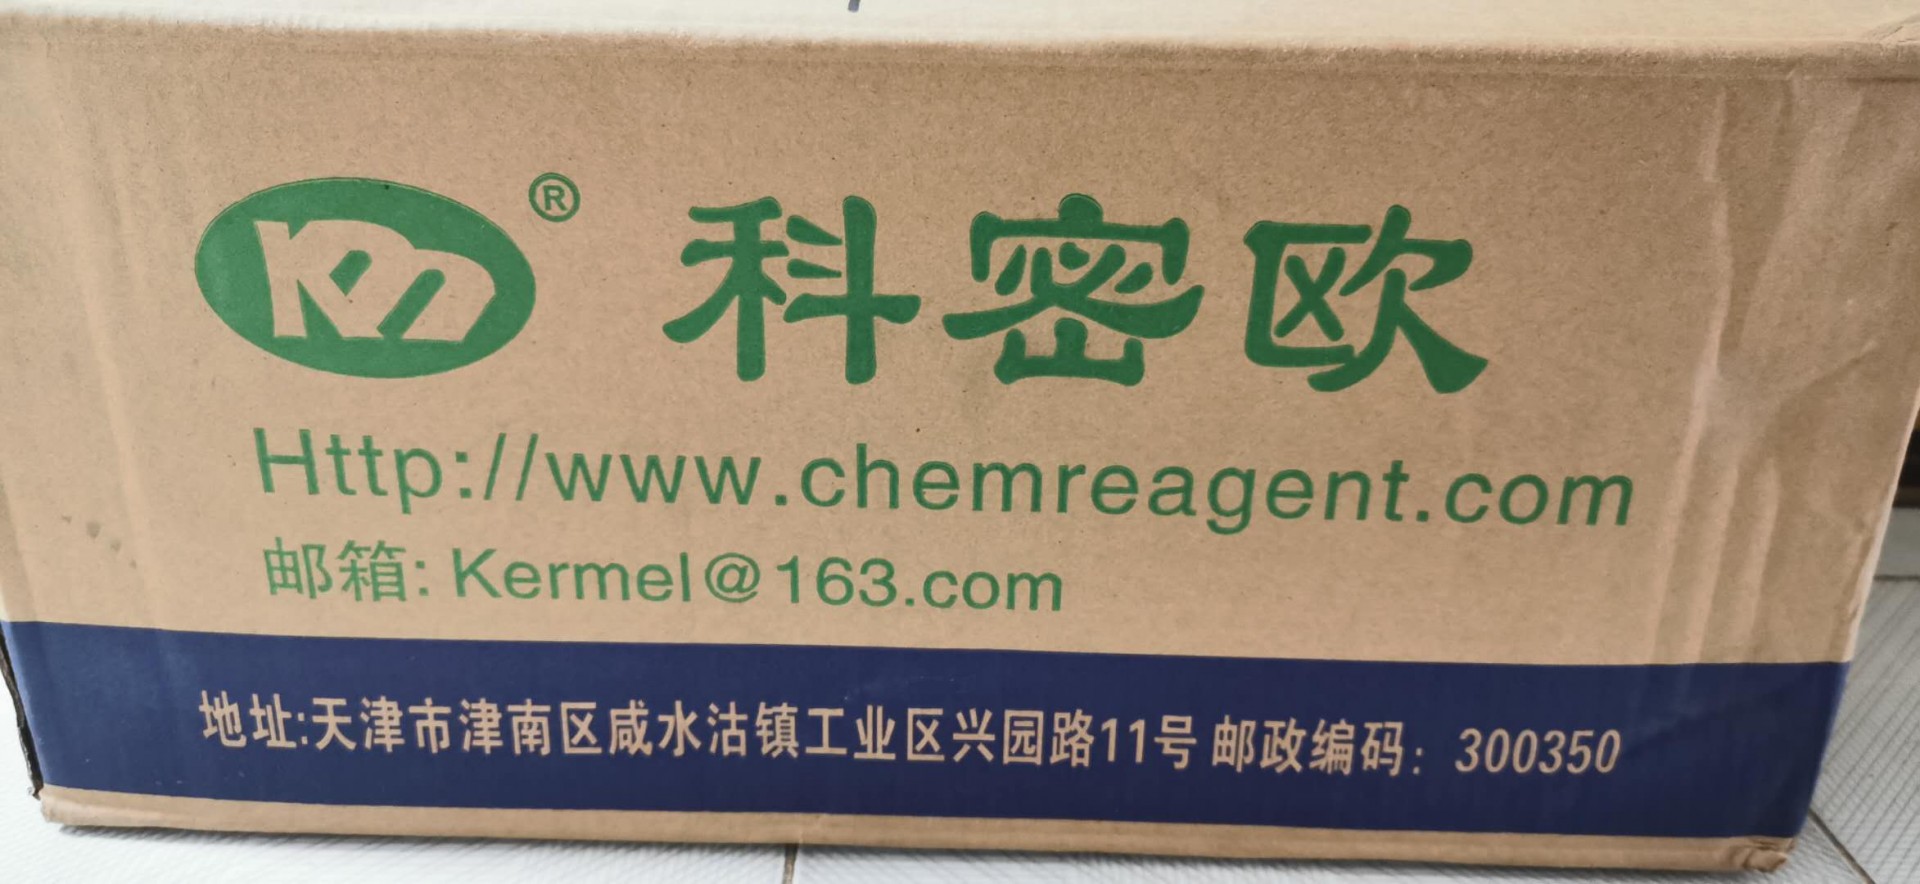 Km® 科密欧
Http://www.chemreagent.com
邮箱: Kermel@163.com
地址:天津市津南区咸水沽镇工业区兴园路11号 邮政编码: 300350